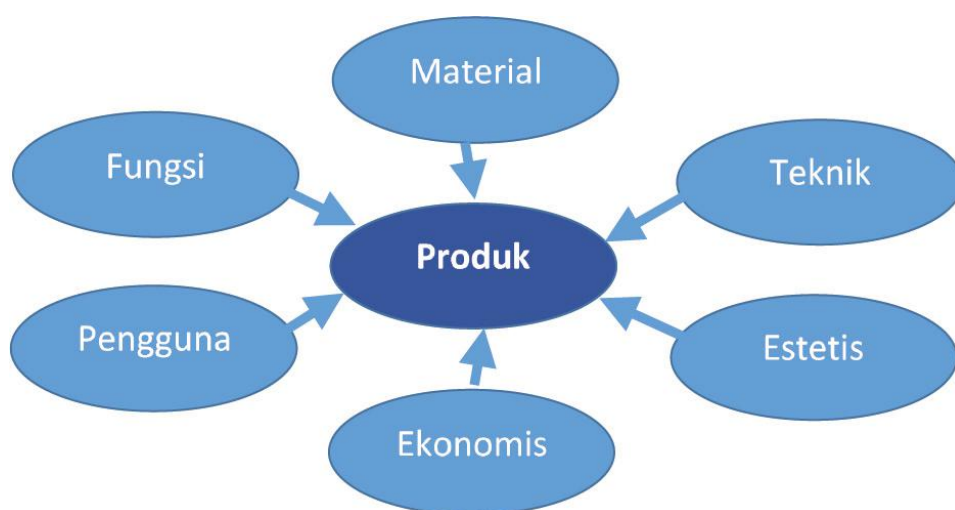 Material
Fungsi
Teknik
Produk
Pengguna
Estetis
Ekonomis